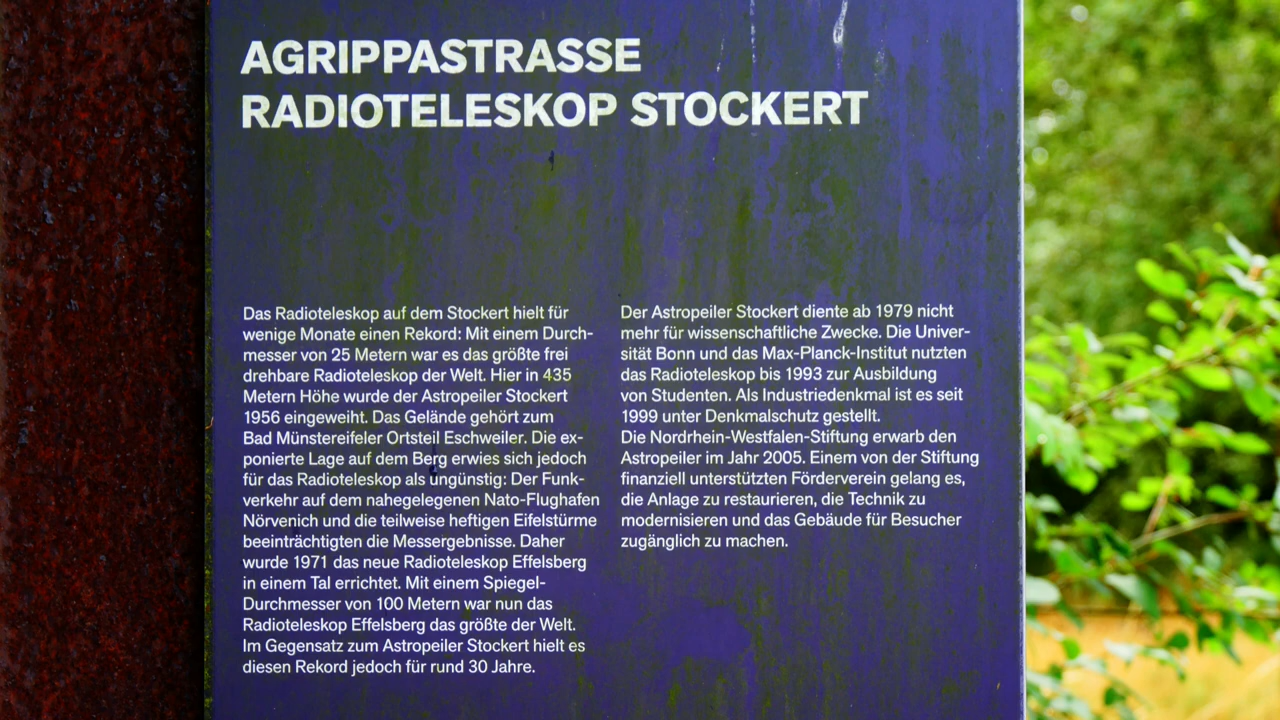 AGRIPPASTRASSE
RADIOTELESKOP STOCKERT
Das Radioteleskop auf dem Stockert hielt für
wenige Monate einen Rekord: Mit einem Durch-
messer von 25 Metern war es das größte frei
drehbare Radioteleskop der Welt. Hier in 435
Metern Höhe wurde der Astropeiler Stockert
1956 eingeweiht. Das Gelände gehört zum
Bad Münstereifeler Ortsteil Eschweiler. Die ex-
ponierte Lage auf dem Berg erwies sich jedoch
für das Radioteleskop als ungünstig: Der Funk-
verkehr auf dem nahegelegenen Nato-Flughafen
Nörvenich und die teilweise heftigen Eifelstürme
beeinträchtigten die Messergebnisse. Daher
wurde 1971 das neue Radioteleskop Effelsberg
in einem Tal errichtet. Mit einem Spiegel-
Durchmesser von 100 Metern war nun das
Radioteleskop Effelsberg das größte der Welt.
Im Gegensatz zum Astropeiler Stockert hielt es
diesen Rekord jedoch für rund 30 Jahre.
Der Astropeiler Stockert diente ab 1979 nicht
mehr für wissenschaftliche Zwecke. Die Univer-
sität Bonn und das Max-Planck-Institut nutzten
das Radioteleskop bis 1993 zur Ausbildung
von Studenten. Als Industriedenkmal ist es seit
1999 unter Denkmalschutz gestellt.
Die Nordrhein-Westfalen-Stiftung erwarb den
Astropeiler im Jahr 2005. Einem von der Stiftung
finanziell unterstützten Förderverein gelang es,
die Anlage zu restaurieren, die Technik zu
modernisieren und das Gebäude für Besucher
zugänglich zu machen.